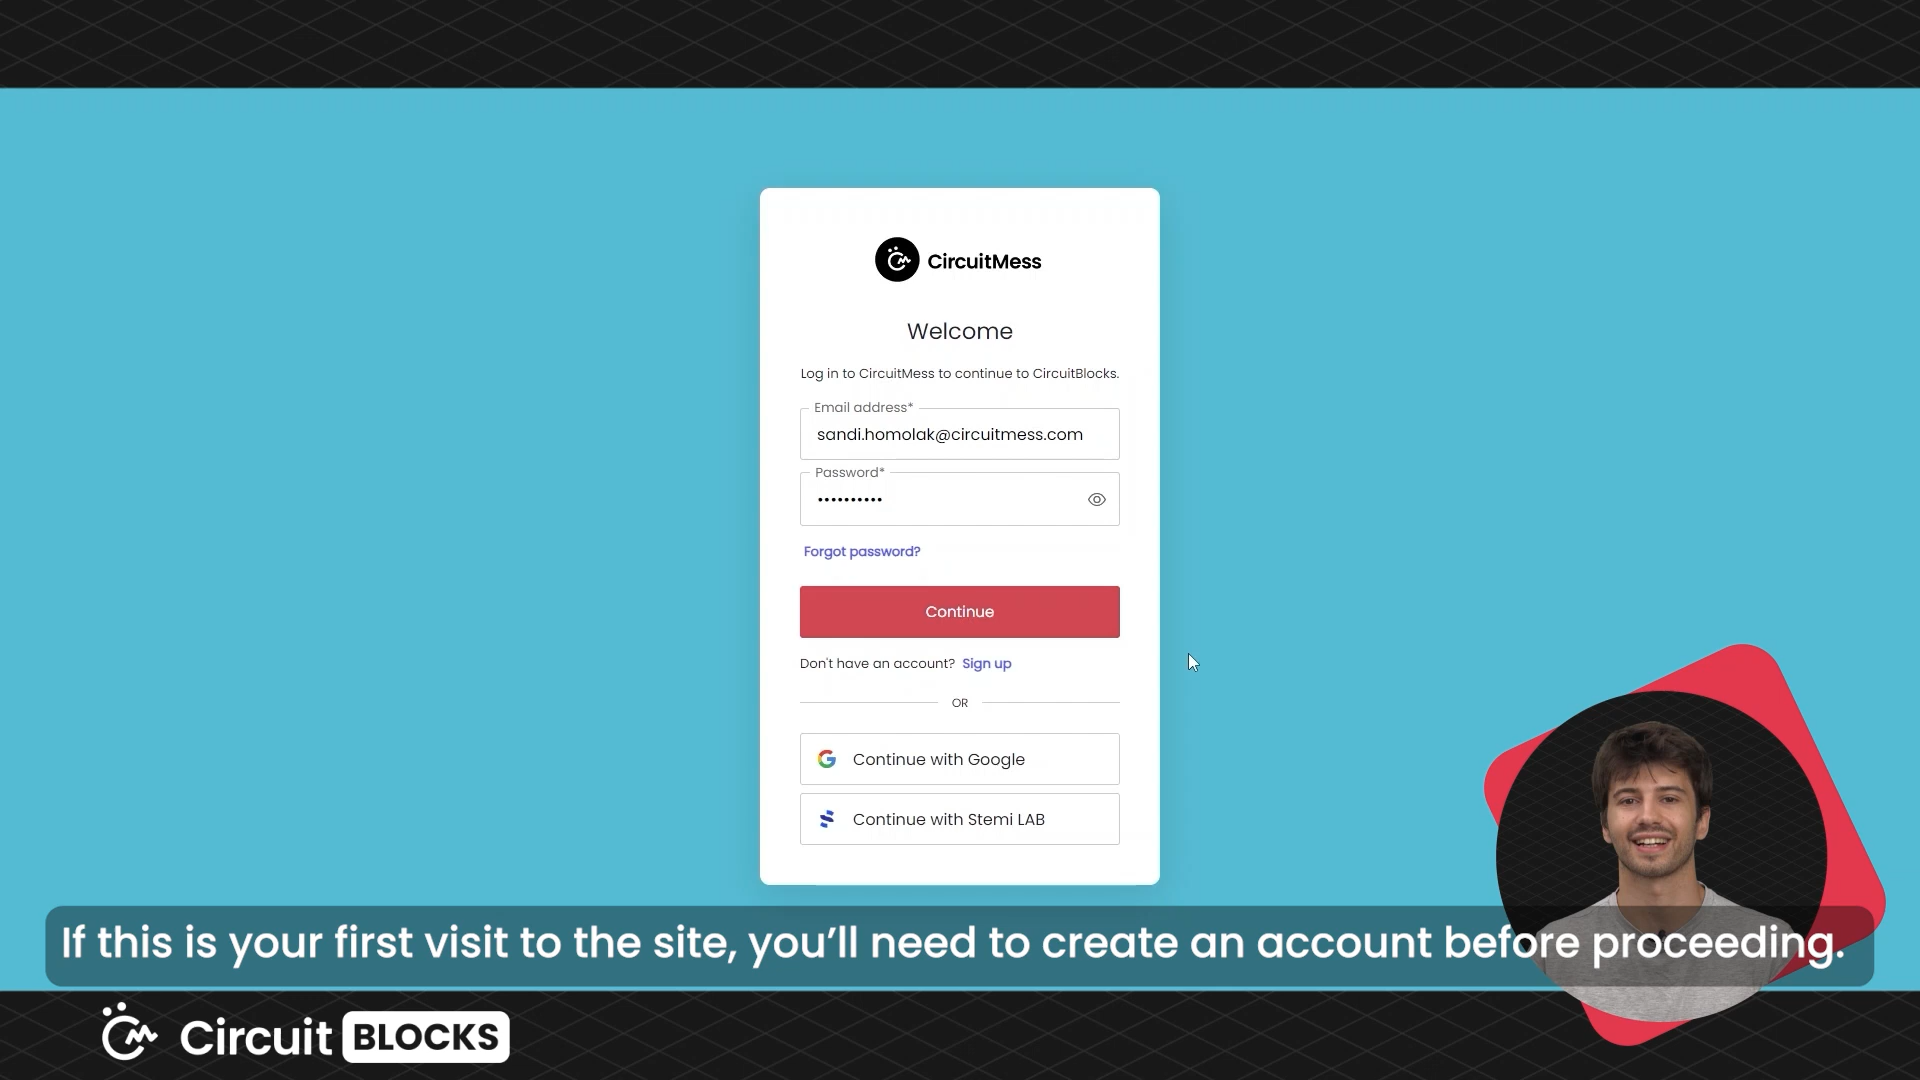 CircuitMess
Welcome
Log in to CircuitMess to continue to CircuitBlocks.
Email address*
sandi.homolak@circuitmess.com
Password*
••••••••••
Forgot password?
Continue
Don't have an account? Sign up
OR
Continue with Google
Continue with Stemi LAB
If this is your first visit to the site, you’ll need to create an account before proceeding.
Circuit BLOCKS